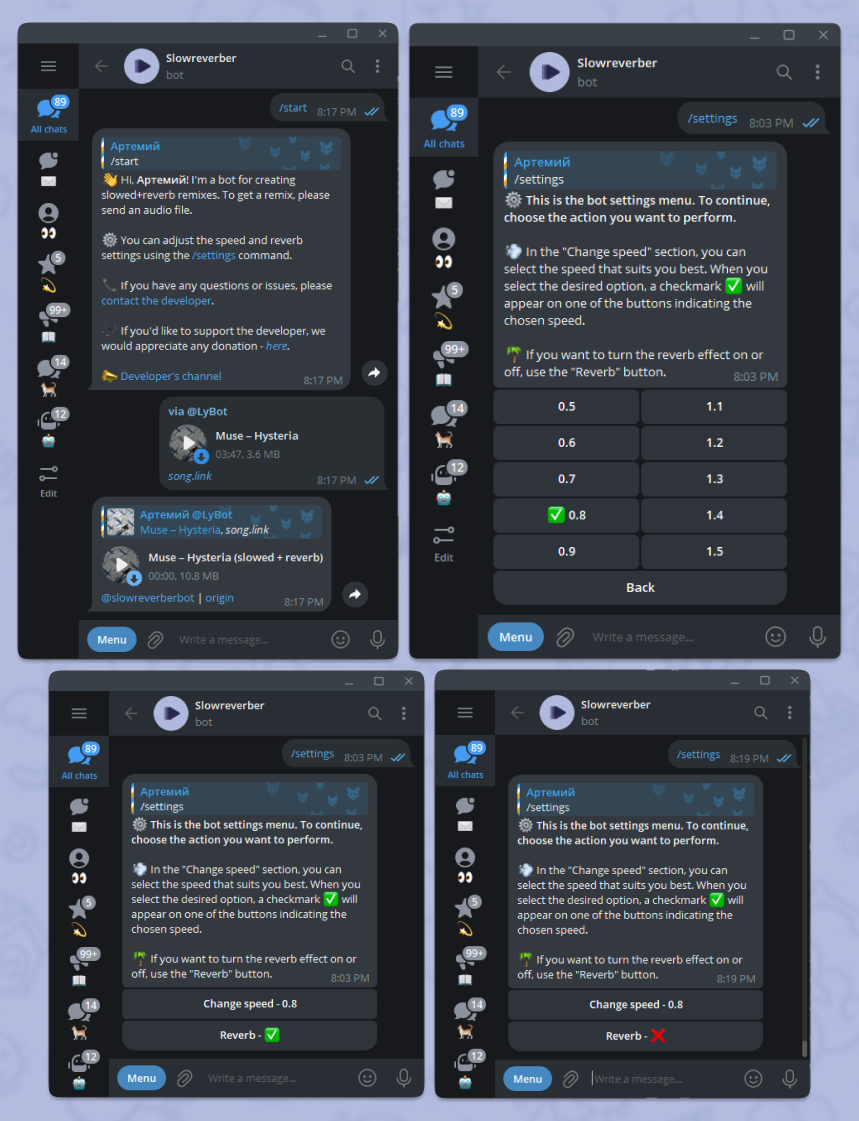 Slowreverber
bot
89
All chats
5
99+
14
12
Edit
/start 8:17 PM
Артемий
/start
👋 Hi, Артемий! I'm a bot for creating
slowed+reverb remixes. To get a remix, please
send an audio file.
⚙️ You can adjust the speed and reverb
settings using the /settings command.
📞 If you have any questions or issues, please
contact the developer.
If you'd like to support the developer, we
would appreciate any donation - here.
📣 Developer's channel
8:17 PM
via @LyBot
Muse – Hysteria
03:47, 3.6 MB
song.link
8:17 PM
Артемий @LyBot
Muse – Hysteria, song.link
Muse – Hysteria (slowed + reverb)
00:00, 10.8 MB
@slowreverberbot | origin
8:17 PM
Menu
Write a message...
Slowreverber
bot
89
All chats
5
99+
14
12
Edit
/settings 8:03 PM
Артемий
/settings
⚙️ This is the bot settings menu. To continue,
choose the action you want to perform.
💨 In the "Change speed" section, you can
select the speed that suits you best. When you
select the desired option, a checkmark ✅ will
appear on one of the buttons indicating the
chosen speed.
🌴 If you want to turn the reverb effect on or
off, use the "Reverb" button.
8:03 PM
0.5 1.1
0.6 1.2
0.7 1.3
✅ 0.8 1.4
0.9 1.5
Back
Menu
Write a message...
Slowreverber
bot
89
All chats
5
99+
14
12
/settings 8:03 PM
Артемий
/settings
⚙️ This is the bot settings menu. To continue,
choose the action you want to perform.
💨 In the "Change speed" section, you can
select the speed that suits you best. When you
select the desired option, a checkmark ✅ will
appear on one of the buttons indicating the
chosen speed.
🌴 If you want to turn the reverb effect on or
off, use the "Reverb" button.
8:03 PM
Change speed - 0.8
Reverb - ✅
Menu
Write a message...
Slowreverber
bot
89
All chats
5
99+
14
12
/settings 8:19 PM
Артемий
/settings
⚙️ This is the bot settings menu. To continue,
choose the action you want to perform.
💨 In the "Change speed" section, you can
select the speed that suits you best. When you
select the desired option, a checkmark ✅ will
appear on one of the buttons indicating the
chosen speed.
🌴 If you want to turn the reverb effect on or
off, use the "Reverb" button.
8:19 PM
Change speed - 0.8
Reverb - ❌
Menu
Write a message...